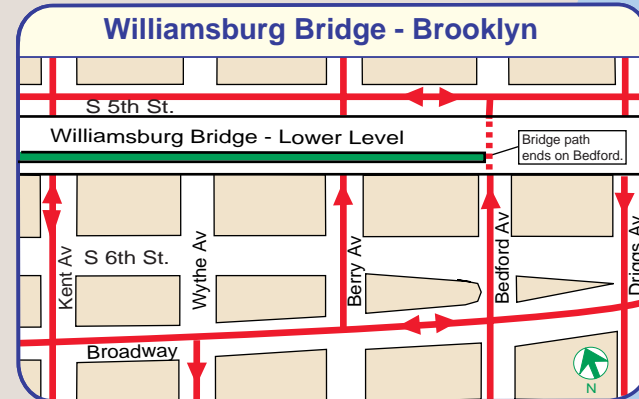 Williamsburg Bridge - Brooklyn
S 5th St.
Williamsburg Bridge - Lower Level
Bridge path
ends on Bedford.
Kent Av
S 6th St.
Wythe Av
Berry Av
Bedford Av
Driggs Av
Broadway
N